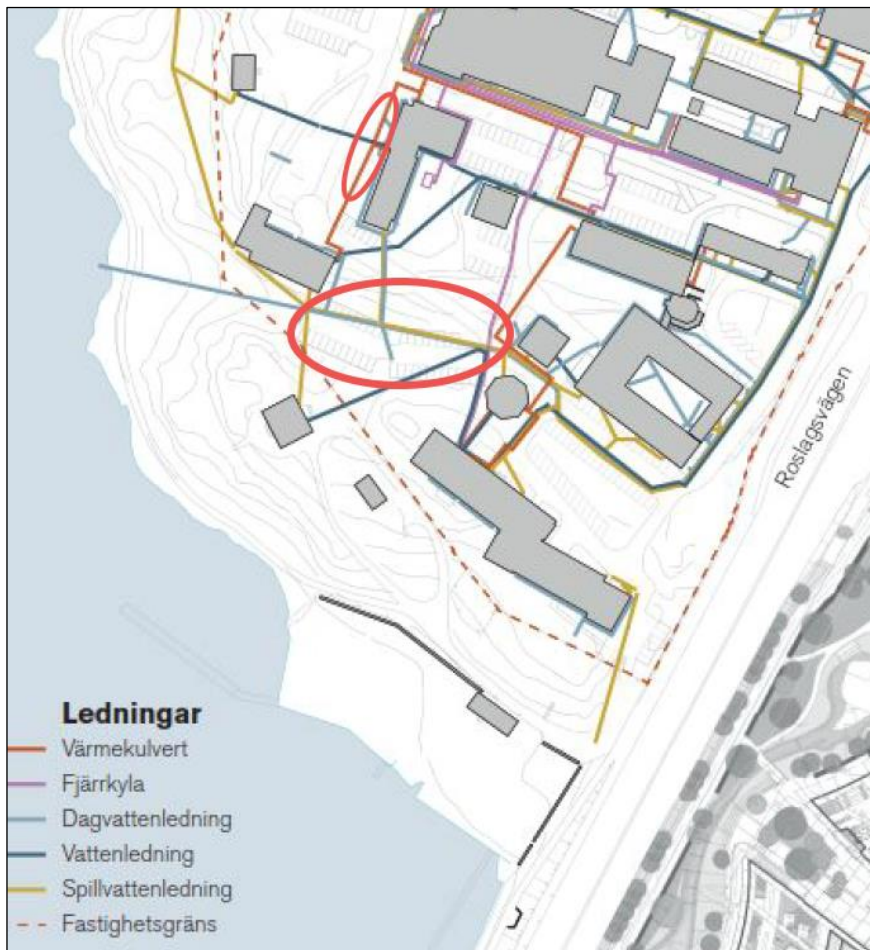 Roslagsvägen
Ledningar
Värmekulvert
Fjärrkyla
Dagvattenledning
Vattenledning
Spillvattenledning
Fastighetsgräns